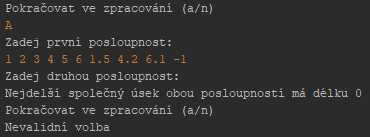 Pokračovat ve zpracování (a/n)
A
Zadej první posloupnost:
1 2 3 4 5 6 1.5 4.2 6.1 -1
Zadej druhou posloupnost:
Nejdelší společný úsek obou posloupností má délku 0
Pokračovat ve zpracování (a/n)
Nevalidní volba